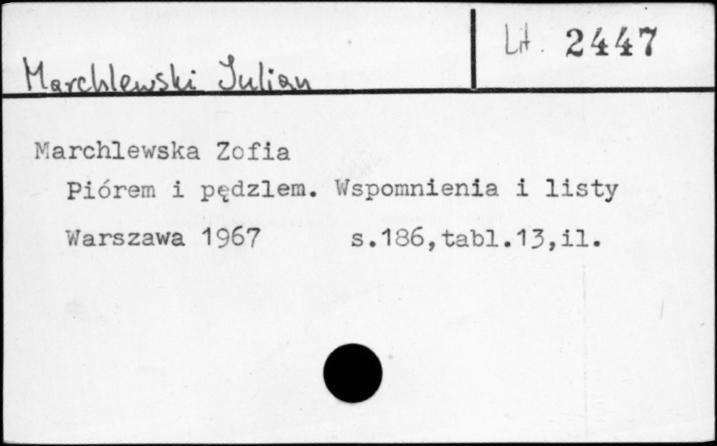 Marchlewski Julian
Lit. 2447
Marchlewska Zofia
Piórem i pędzlem. Wspomnienia i listy
Warszawa 1967 s.186,tabl.13,il.